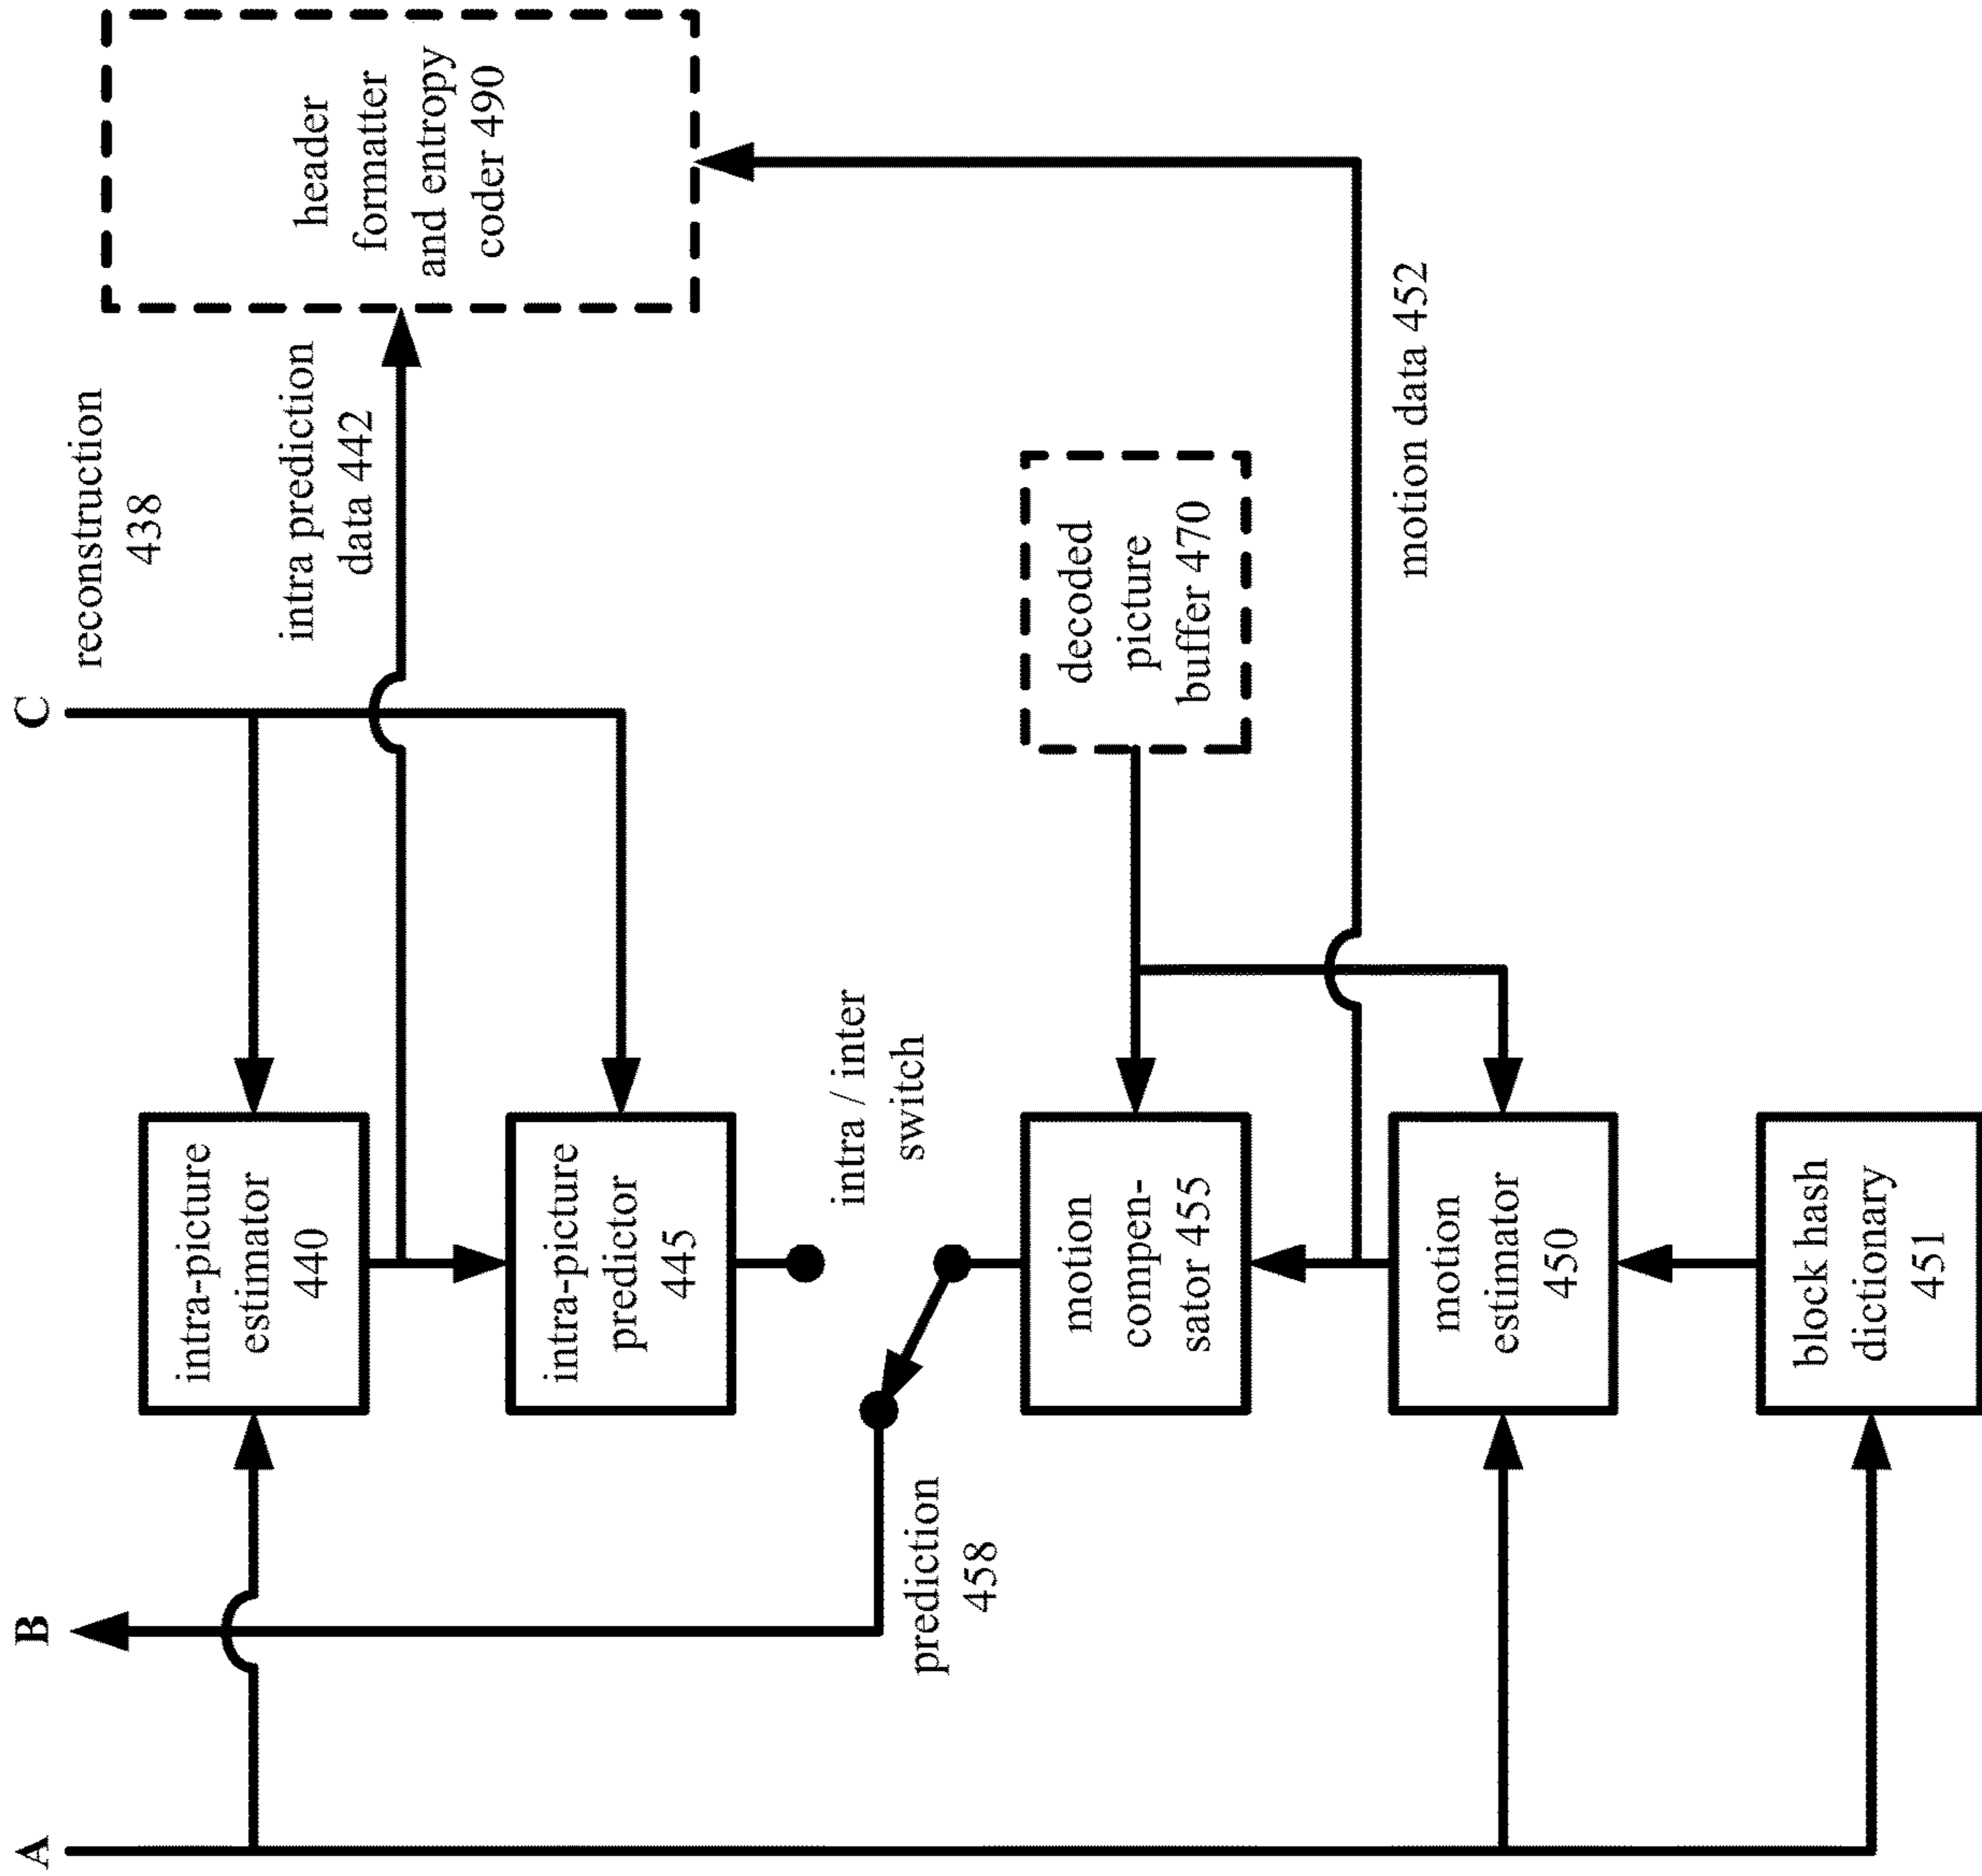 A
B
C
reconstruction
438
intra prediction
data 442
header
formatter
and entropy
coder 490
intra-picture
estimator
440
intra-picture
predictor
445
intra / inter
switch
prediction
458
decoded
picture
buffer 470
motion
compen-
sator 455
motion data 452
motion
estimator
450
block hash
dictionary
451